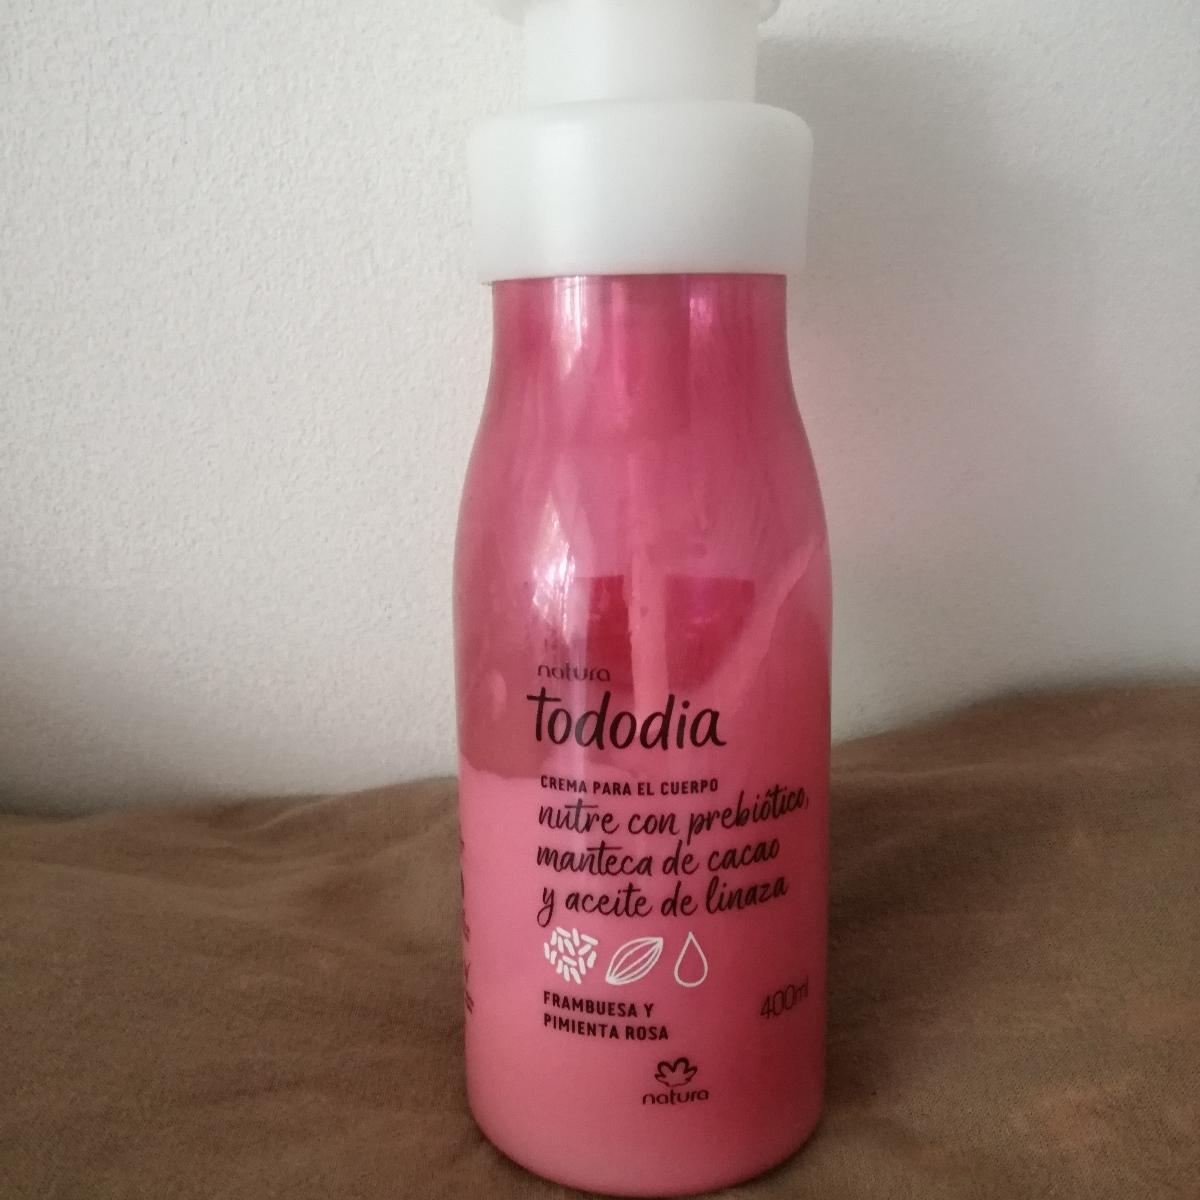 natura
tododia
CREMA PARA EL CUERPO
nutre con prebiótico,
manteca de cacao
y aceite de linaza
FRAMBUESA Y
PIMIENTA ROSA
400ml
natura